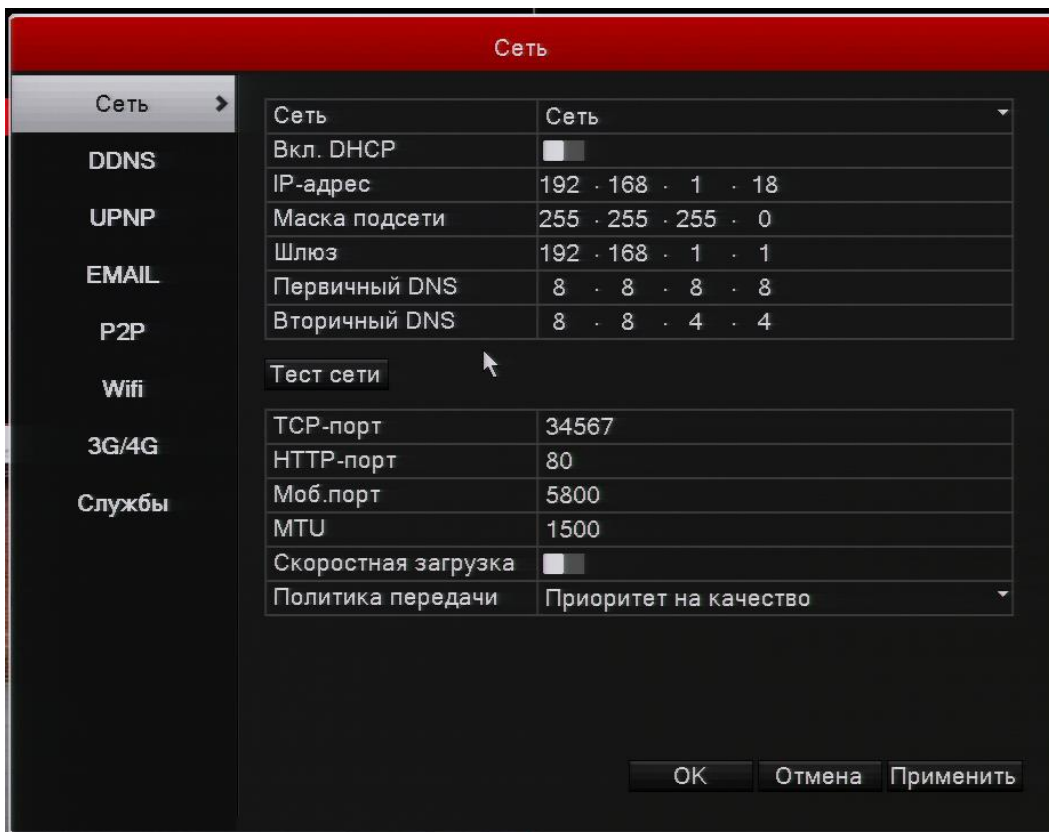 Сеть
Сеть
DDNS
UPNP
EMAIL
P2P
Wifi
3G/4G
Службы
Сеть Сеть
Вкл. DHCP
IP-адрес 192 . 168 . 1 . 18
Маска подсети 255 . 255 . 255 . 0
Шлюз 192 . 168 . 1 . 1
Первичный DNS 8 . 8 . 8 . 8
Вторичный DNS 8 . 8 . 4 . 4
Тест сети
TCP-порт 34567
HTTP-порт 80
Моб.порт 5800
MTU 1500
Скоростная загрузка
Политика передачи Приоритет на качество
OK Отмена Применить